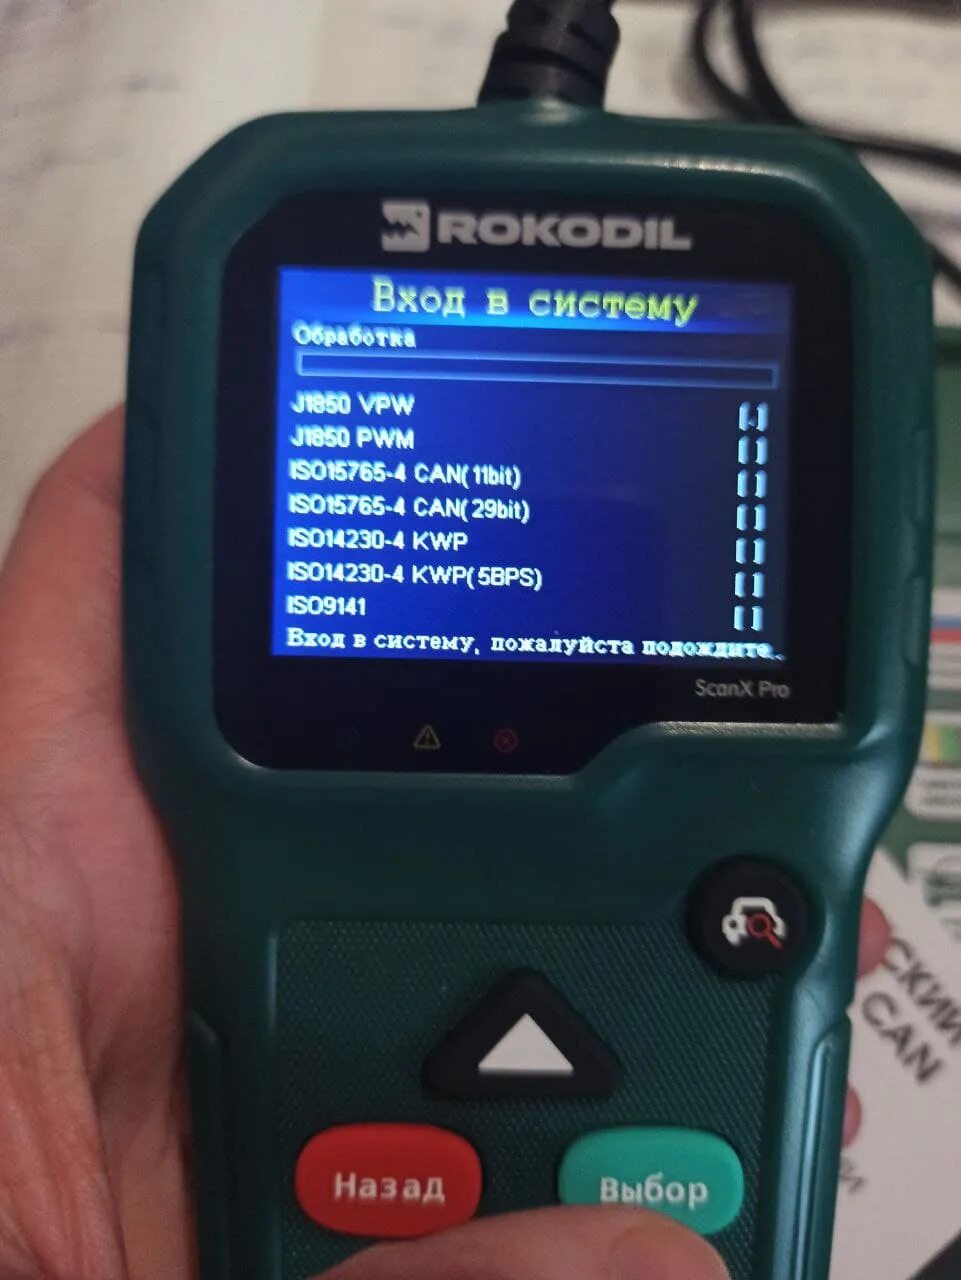 ROKODIL
Вход в систему
Обработка
J1850 VPW [.]
J1850 PWM [ ]
ISO15765-4 CAN(11bit) [ ]
ISO15765-4 CAN(29bit) [ ]
ISO14230-4 KWP [ ]
ISO14230-4 KWP(5BPS) [ ]
ISO9141 [ ]
Вход в систему, пожалуйста подождите..
ScanX Pro
Назад
Выбор
CAN